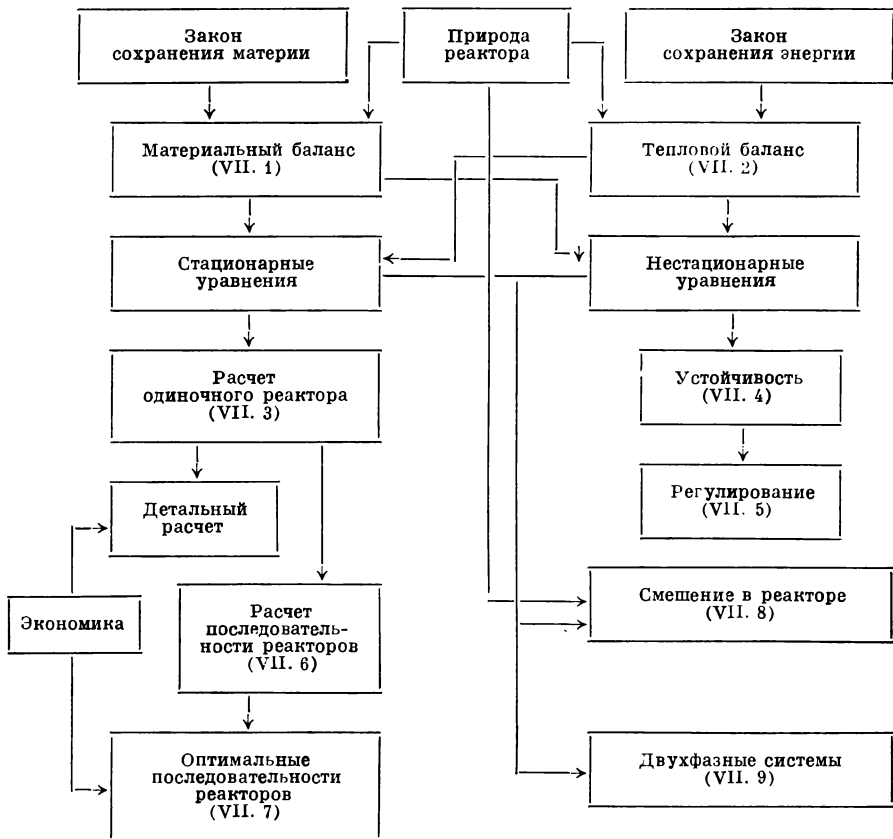 Закон
сохранения материи
Природа
реактора
Закон
сохранения энергии
Материальный баланс
(VII. 1)
Тепловой баланс
(VII. 2)
Стационарные
уравнения
Нестационарные
уравнения
Расчет
одиночного реактора
(VII. 3)
Устойчивость
(VII. 4)
Детальный
расчет
Регулирование
(VII. 5)
Экономика
Расчет
последователь-
ности реакторов
(VII. 6)
Смешение в реакторе
(VII. 8)
Оптимальные
последовательности
реакторов
(VII. 7)
Двухфазные системы
(VII. 9)